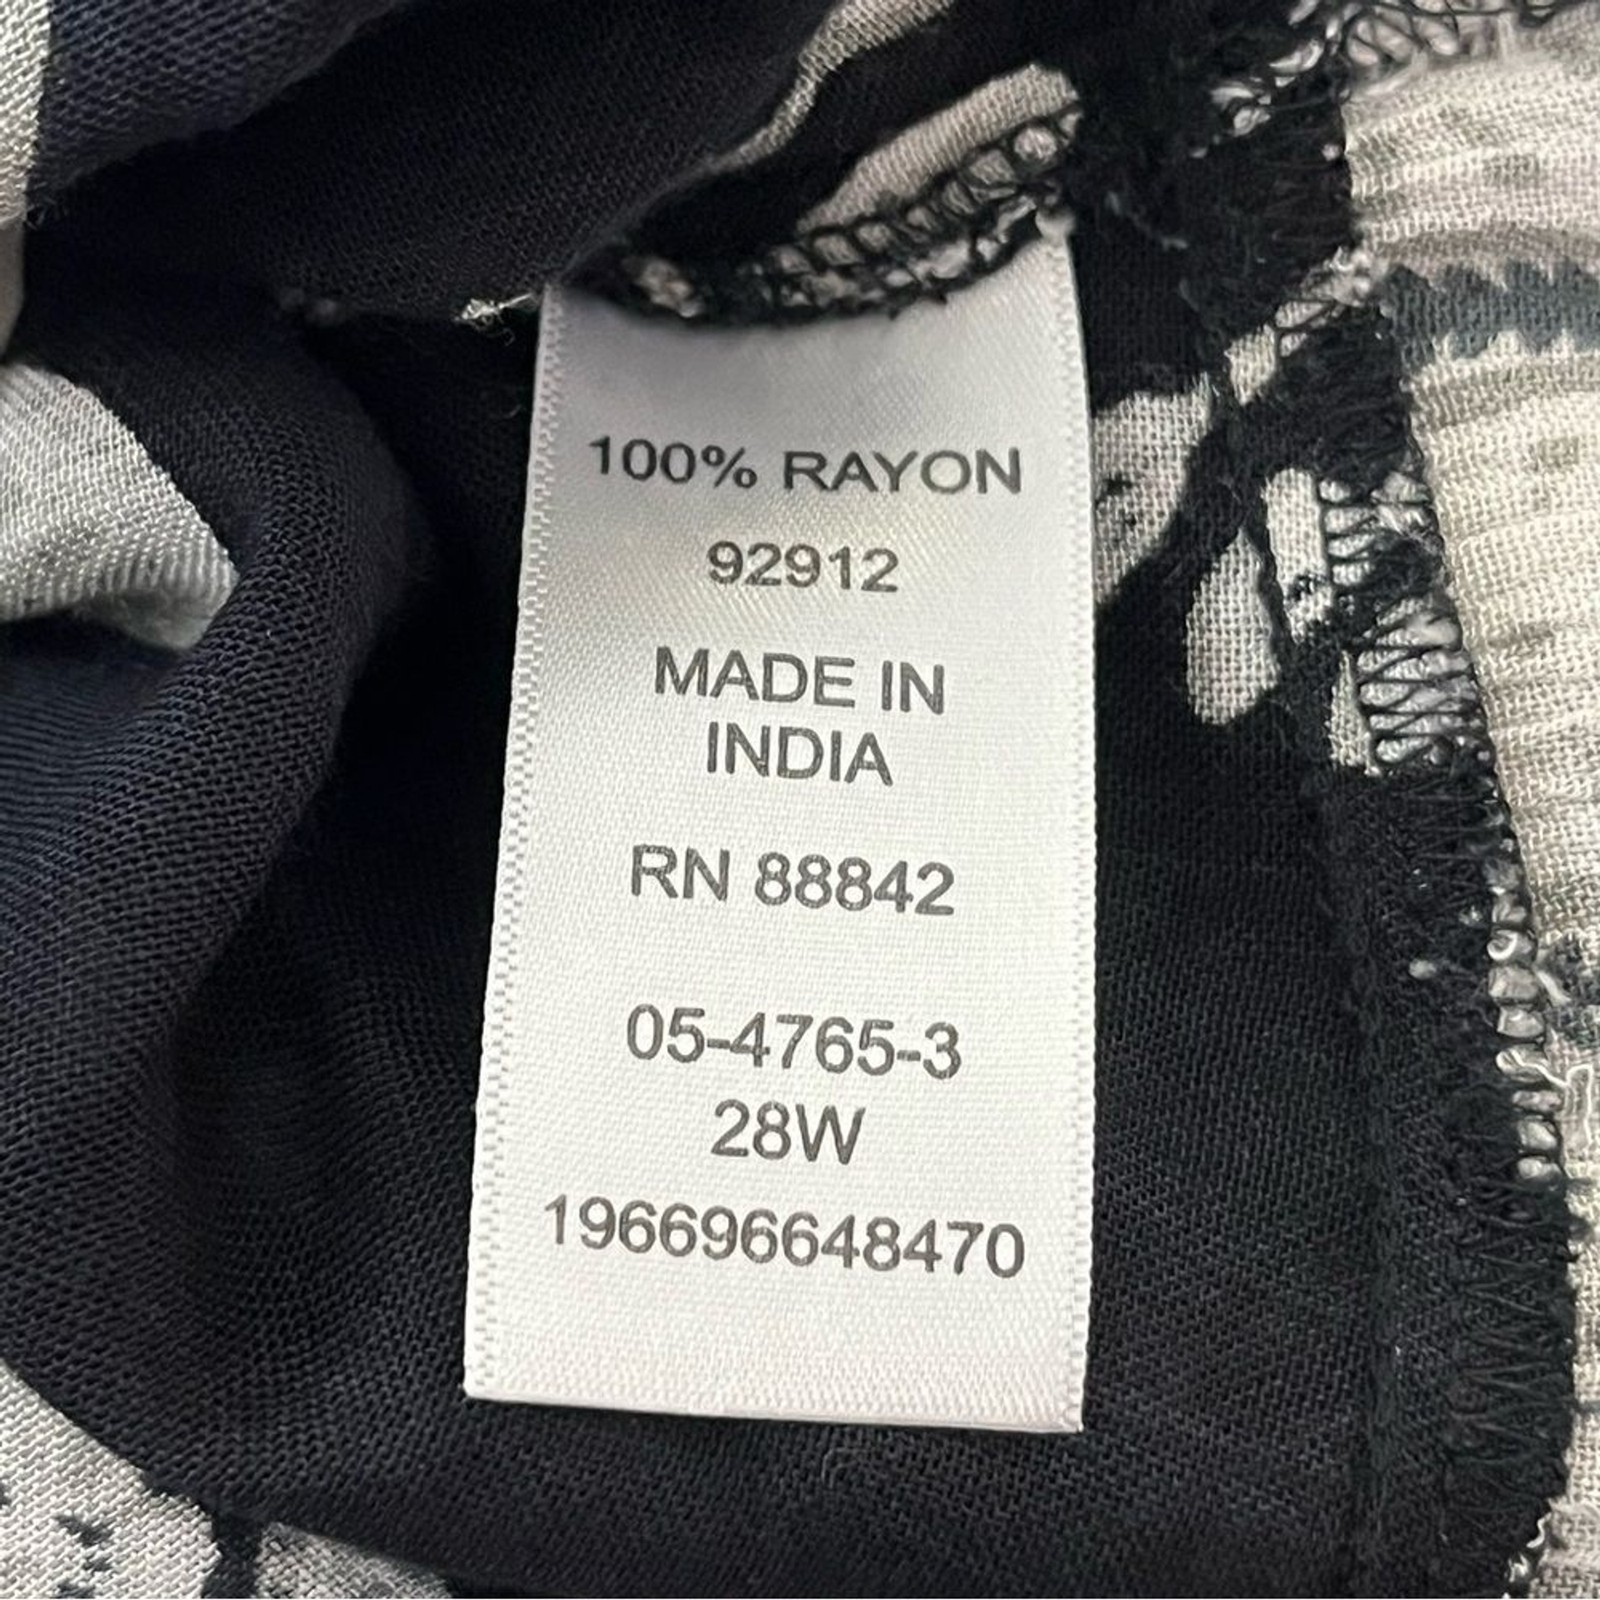 100% RAYON
92912
MADE IN
INDIA
RN 88842
05-4765-3
28W
196696648470